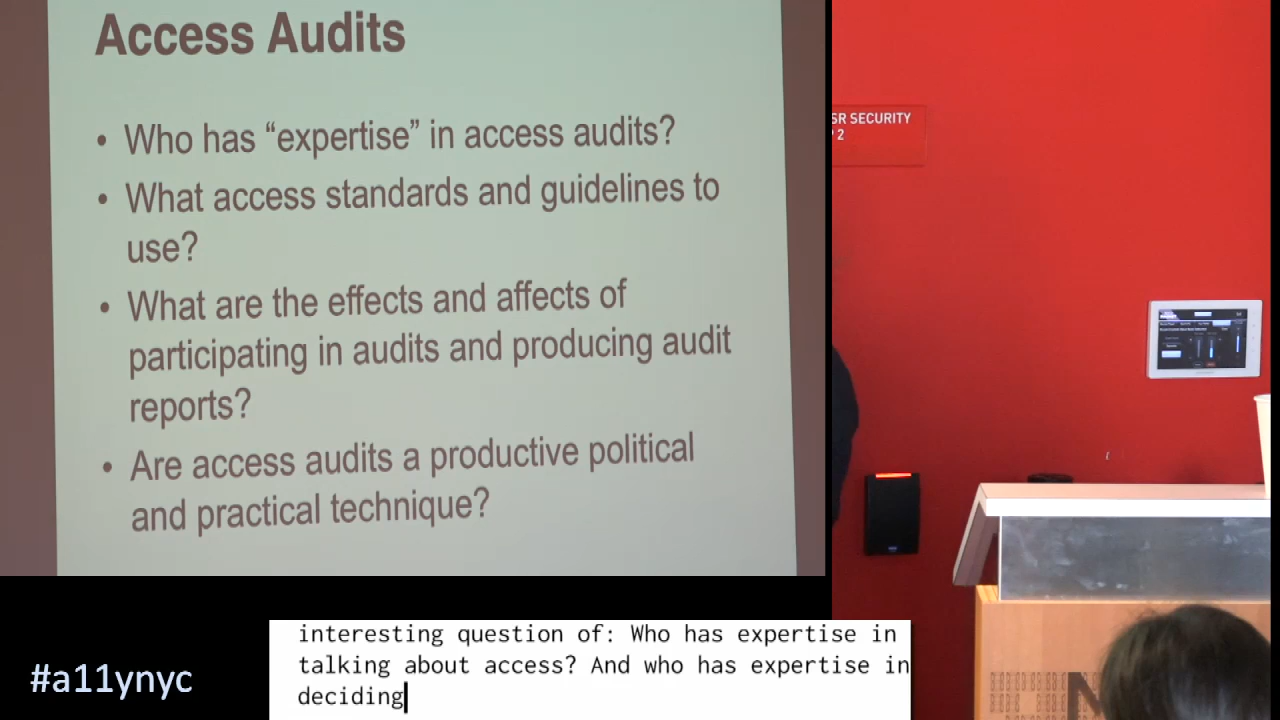 Access Audits
• Who has “expertise” in access audits?
• What access standards and guidelines to
use?
• What are the effects and affects of
participating in audits and producing audit
reports?
• Are access audits a productive political
and practical technique?
SR SECURITY
2
interesting question of: Who has expertise in
talking about access? And who has expertise in
deciding
#a11ynyc
N